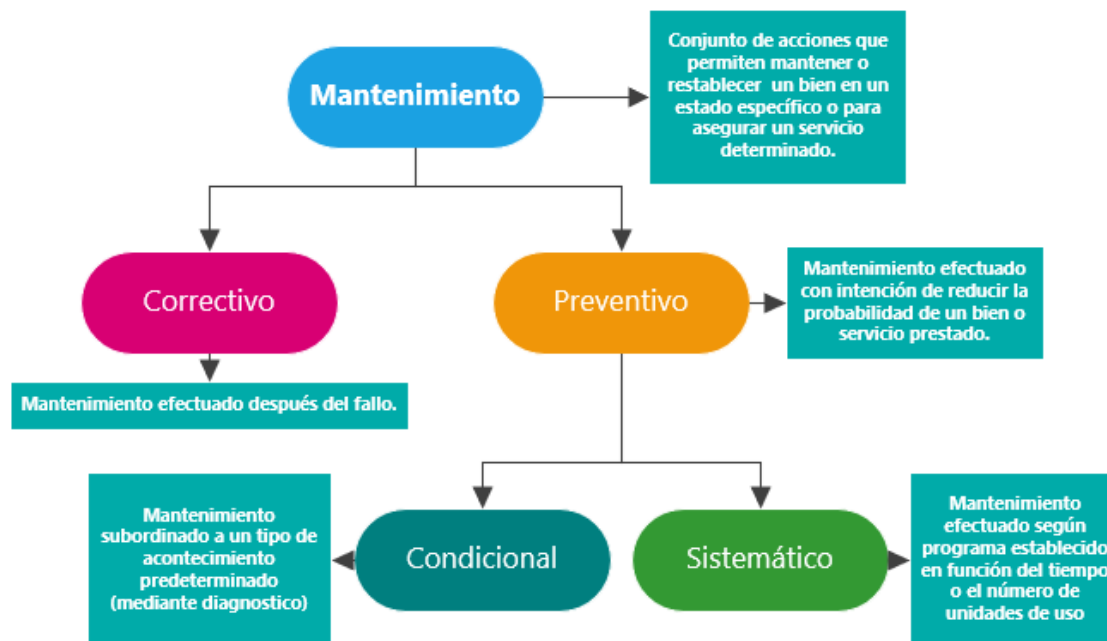 Mantenimiento
Conjunto de acciones que
permiten mantener o
restablecer un bien en un
estado específico o para
asegurar un servicio
determinado.
Correctivo
Preventivo
Mantenimiento efectuado
con intención de reducir la
probabilidad de un bien o
servicio prestado.
Mantenimiento efectuado después del fallo.
Mantenimiento
subordinado a un tipo de
acontecimiento
predeterminado
(mediante diagnostico)
Condicional
Sistemático
Mantenimiento
efectuado según
programa establecido
en función del tiempo
o el número de
unidades de uso